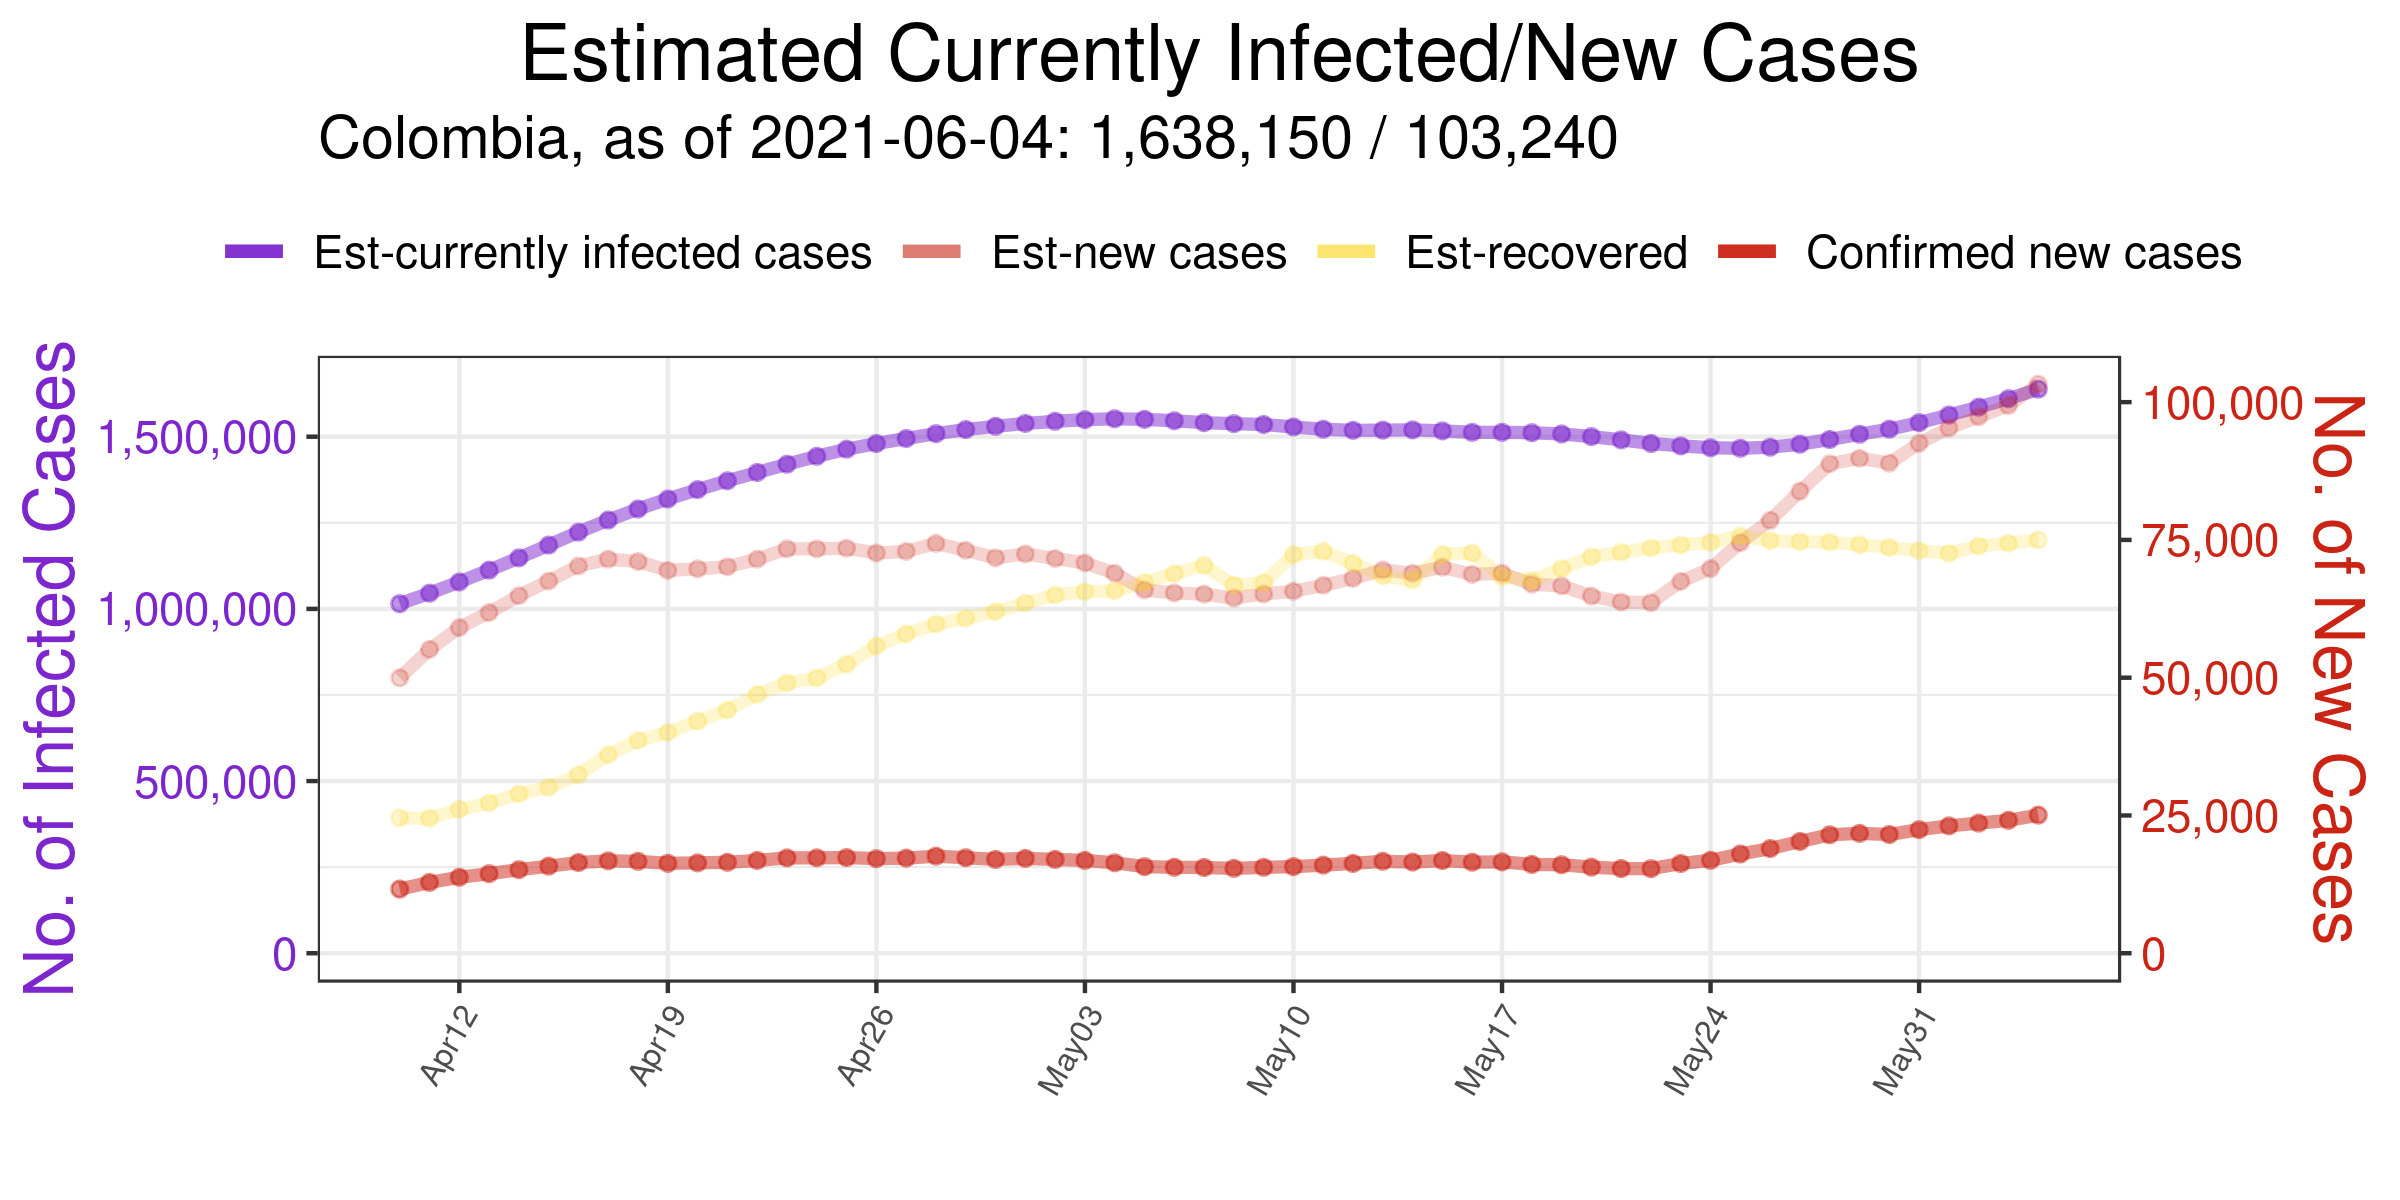 Estimated Currently Infected/New Cases
Colombia, as of 2021-06-04: 1,638,150 / 103,240
Est-currently infected cases Est-new cases Est-recovered Confirmed new cases
No. of Infected Cases
1,500,000
1,000,000
500,000
0
100,000
75,000
50,000
25,000
0
No. of New Cases
Apr12 Apr19 Apr26 May03 May10 May17 May24 May31